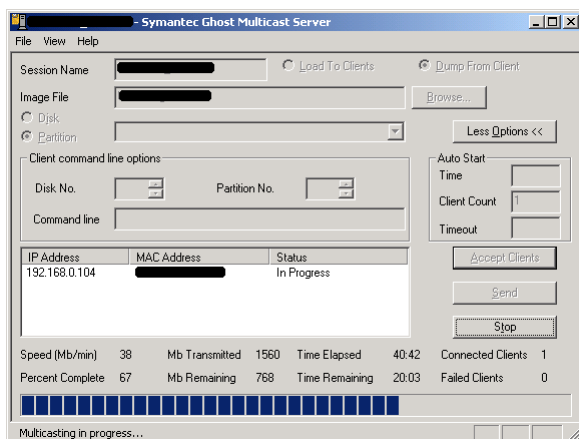 - Symantec Ghost Multicast Server
File View Help
Session Name Load To Clients Dump From Client
Image File Browse...
Disk
Partition Less Options <<
Client command line options Auto Start
Time
Disk No. Partition No. Client Count 1
Command line Timeout
IP Address MAC Address Status Accept Clients
192.168.0.104 In Progress
Send
Stop
Speed (Mb/min) 38 Mb Transmitted 1560 Time Elapsed 40:42 Connected Clients 1
Percent Complete 67 Mb Remaining 768 Time Remaining 20:03 Failed Clients 0
Multicasting in progress...